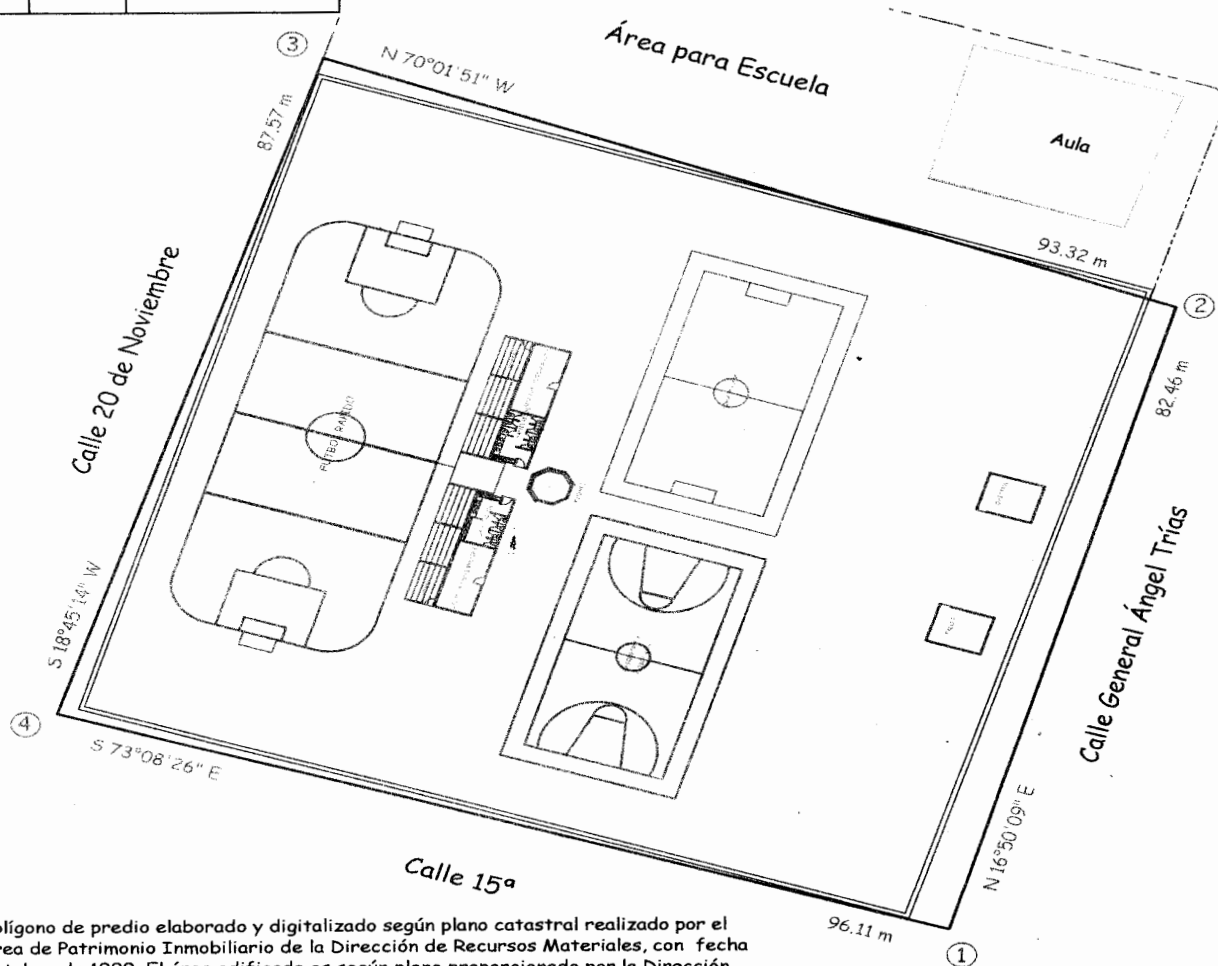 ③
N 70°01'51" W
Área para Escuela
Aula
87.57 m
93.32 m
②
82.46 m
Calle 20 de Noviembre
FUTBOL RAPIDO
Calle General Ángel Trías
S 18°45'14" W
④
S 73°08'26" E
N 16°50'09" E
Calle 15ª
96.11 m
①
olígono de predio elaborado y digitalizado según plano catastral realizado por el
rea de Patrimonio Inmobiliario de la Dirección de Recursos Materiales, con fecha